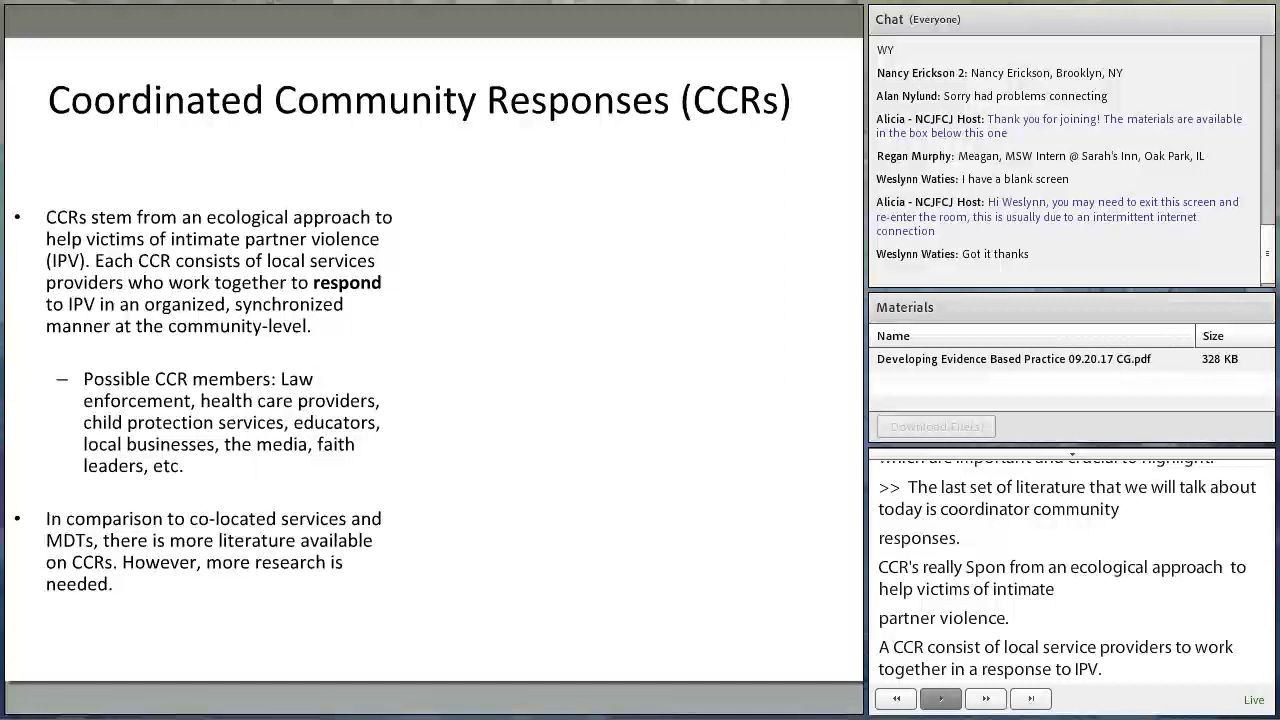 Coordinated Community Responses (CCRs)
• CCRs stem from an ecological approach to
help victims of intimate partner violence
(IPV). Each CCR consists of local services
providers who work together to respond
to IPV in an organized, synchronized
manner at the community-level.
– Possible CCR members: Law
enforcement, health care providers,
child protection services, educators,
local businesses, the media, faith
leaders, etc.
• In comparison to co-located services and
MDTs, there is more literature available
on CCRs. However, more research is
needed.
Chat (Everyone)
WY
Nancy Erickson 2: Nancy Erickson, Brooklyn, NY
Alan Nylund: Sorry had problems connecting
Alicia - NCJFCJ Host: Thank you for joining! The materials are available
in the box below this one
Regan Murphy: Meagan, MSW Intern @ Sarah's Inn, Oak Park, IL
Weslynn Waties: I have a blank screen
Alicia - NCJFCJ Host: Hi Weslynn, you may need to exit this screen and
re-enter the room, this is usually due to an intermittent internet
connection
Weslynn Waties: Got it thanks
Materials
Name Size
Developing Evidence Based Practice 09.20.17 CG.pdf 328 KB
Download File(s)
which are important and crucial to highlight.
>> The last set of literature that we will talk about
today is coordinator community
responses.
CCR's really Spon from an ecological approach to
help victims of intimate
partner violence.
A CCR consist of local service providers to work
together in a response to IPV.
Live